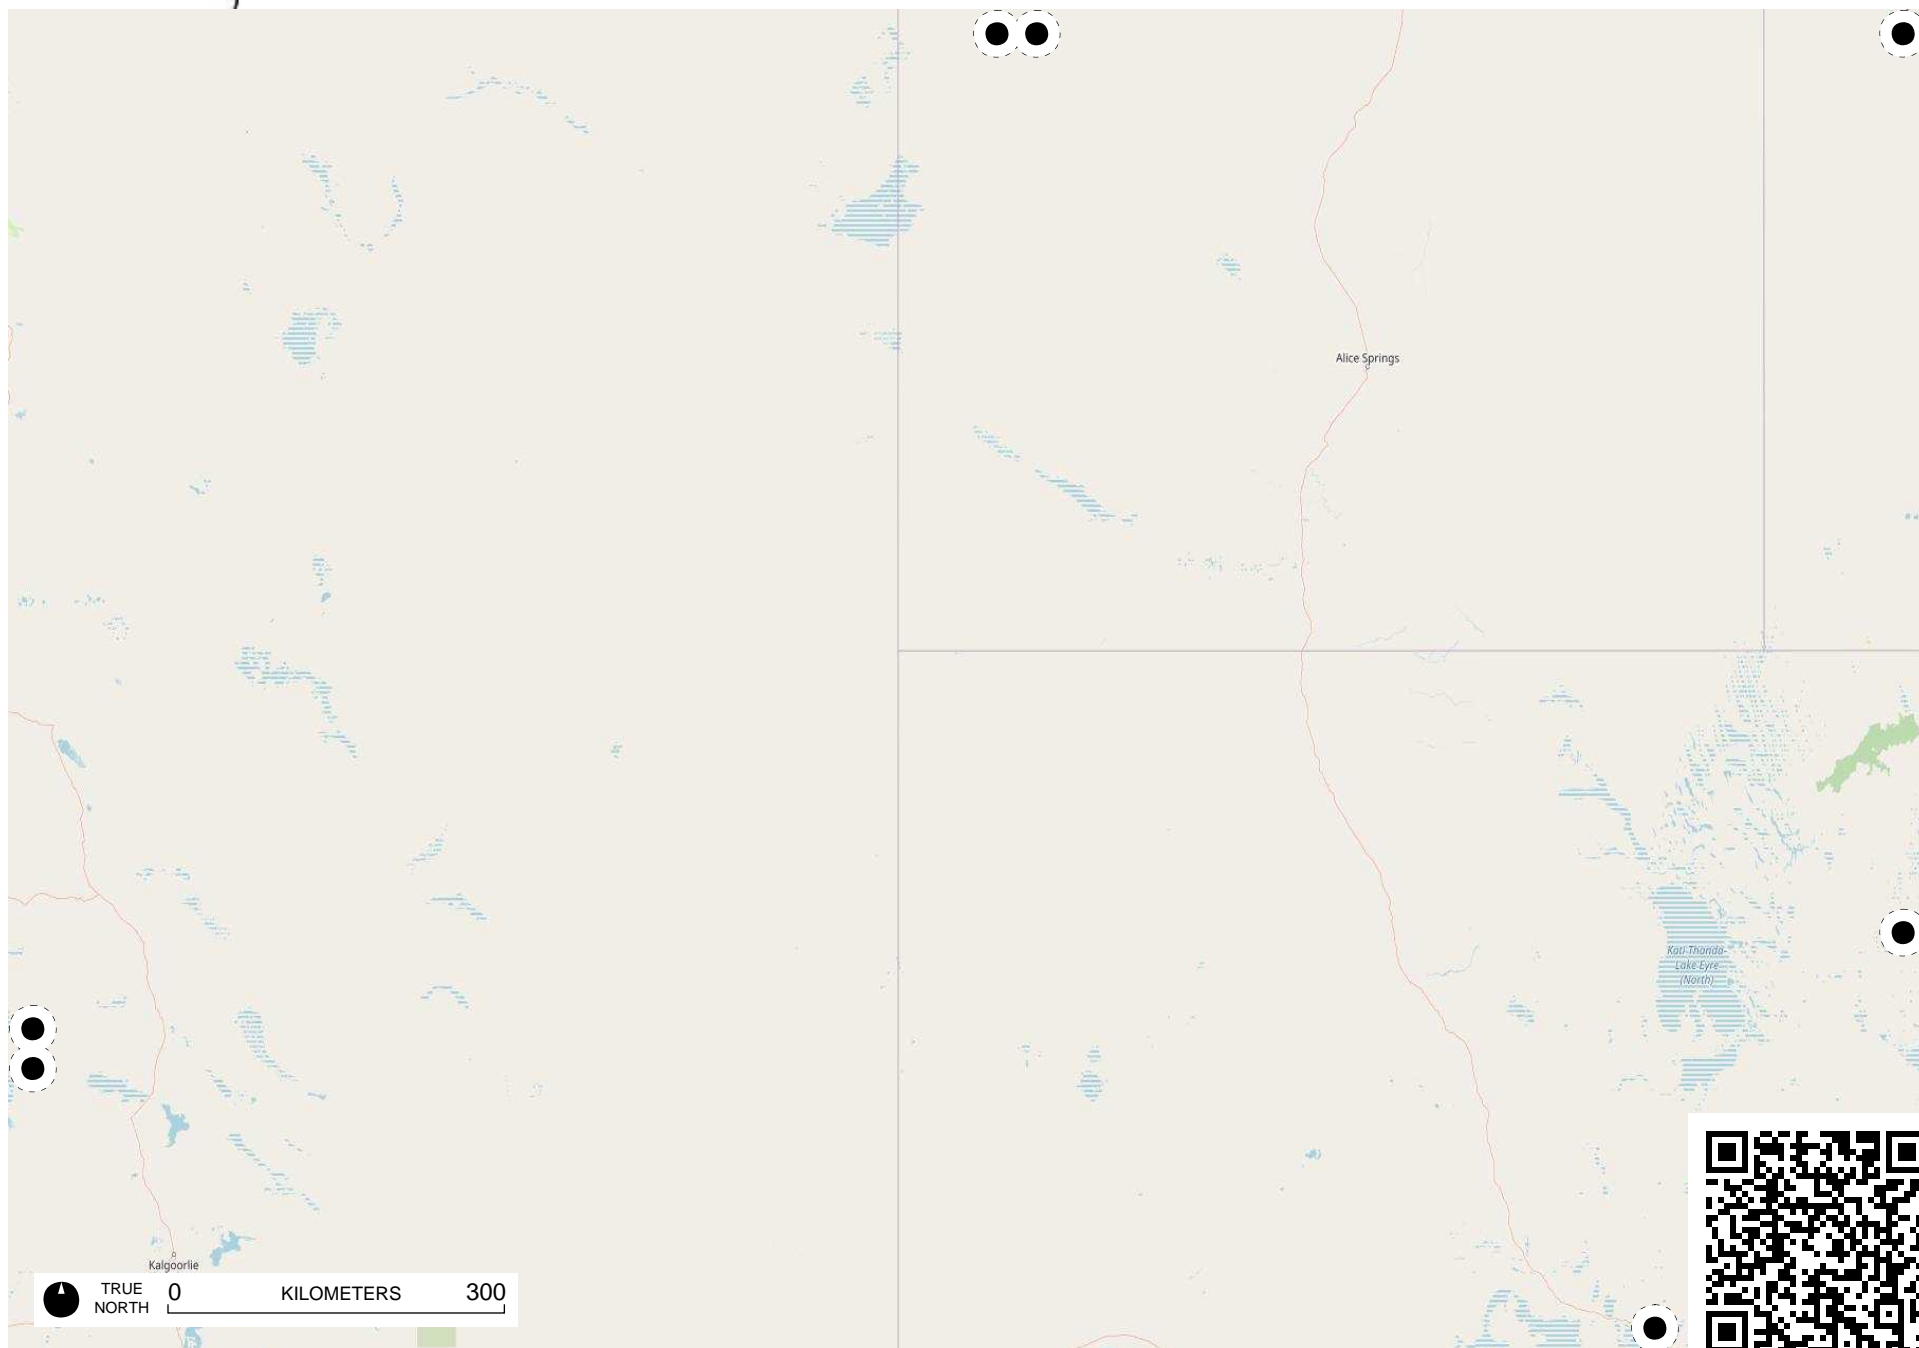 Alice Springs
Kati Thanda-
Lake Eyre
(North)
Kalgoorlie
TRUE
NORTH
0 KILOMETERS 300